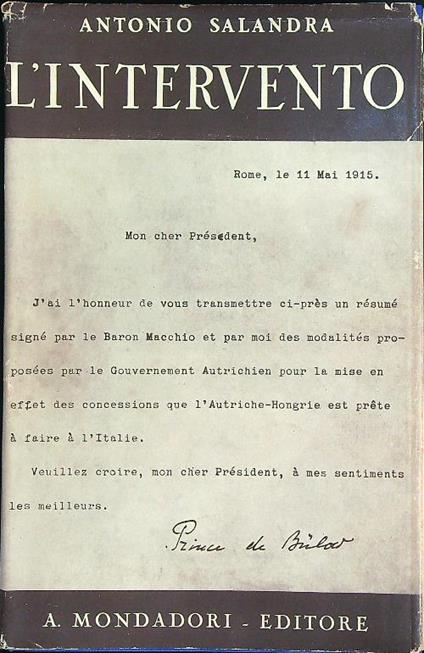 ANTONIO SALANDRA
L'INTERVENTO
Rome, le 11 Mai 1915.
Mon cher Présedent,
J'ai l'honneur de vous transmettre ci-près un résumé
signé par le Baron Macchio et par moi des modalités pro-
posées par le Gouvernement Autrichien pour la mise en
effet des concessions que l'Autriche-Hongrie est prête
à faire à l'Italie.
Veuillez croire, mon cher Président, à mes sentiments
les meilleurs.
Prince de Bülow
A. MONDADORI - EDITORE